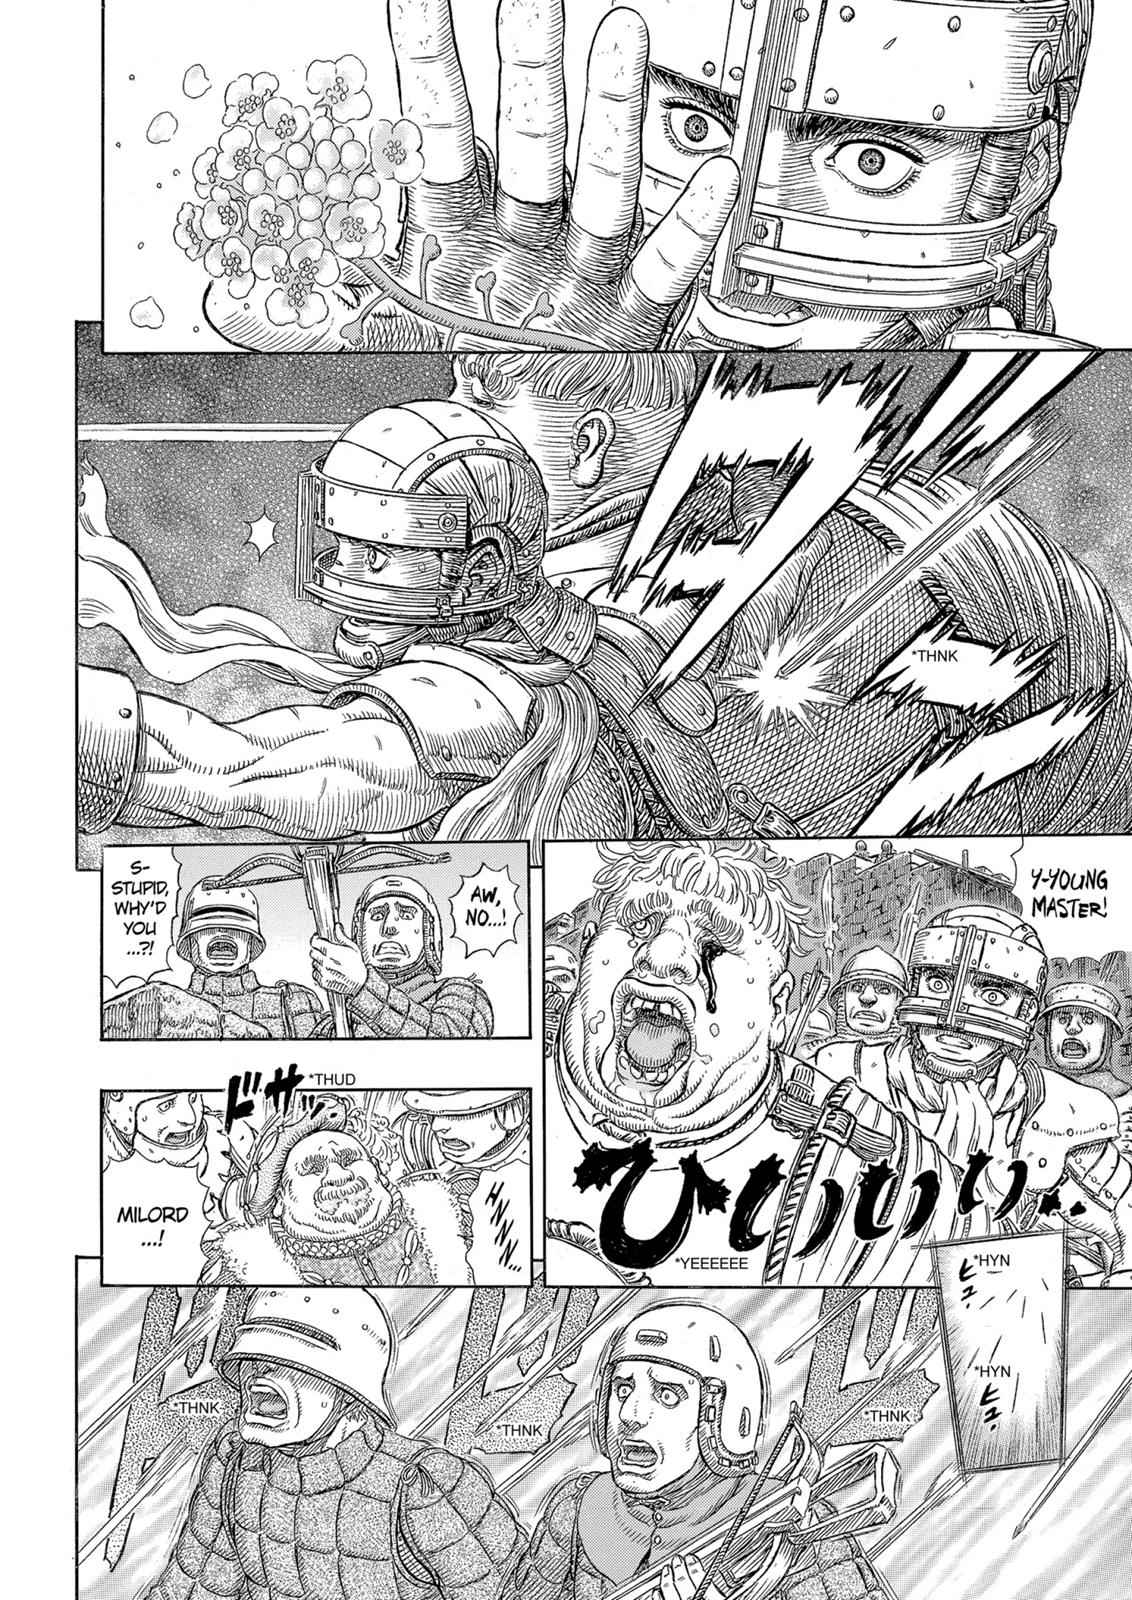 *THNK
Y-YOUNG
MASTER!
ひいいい..
*YEEEEEE
AW,
NO...!
S-
STUPID,
WHY'D
YOU
...?!
ドサッ
*THUD
MILORD
...!
HNNN...
*HYN
ヒュ
*HYN
ヒュ
*THNK
*THNK
*THNK